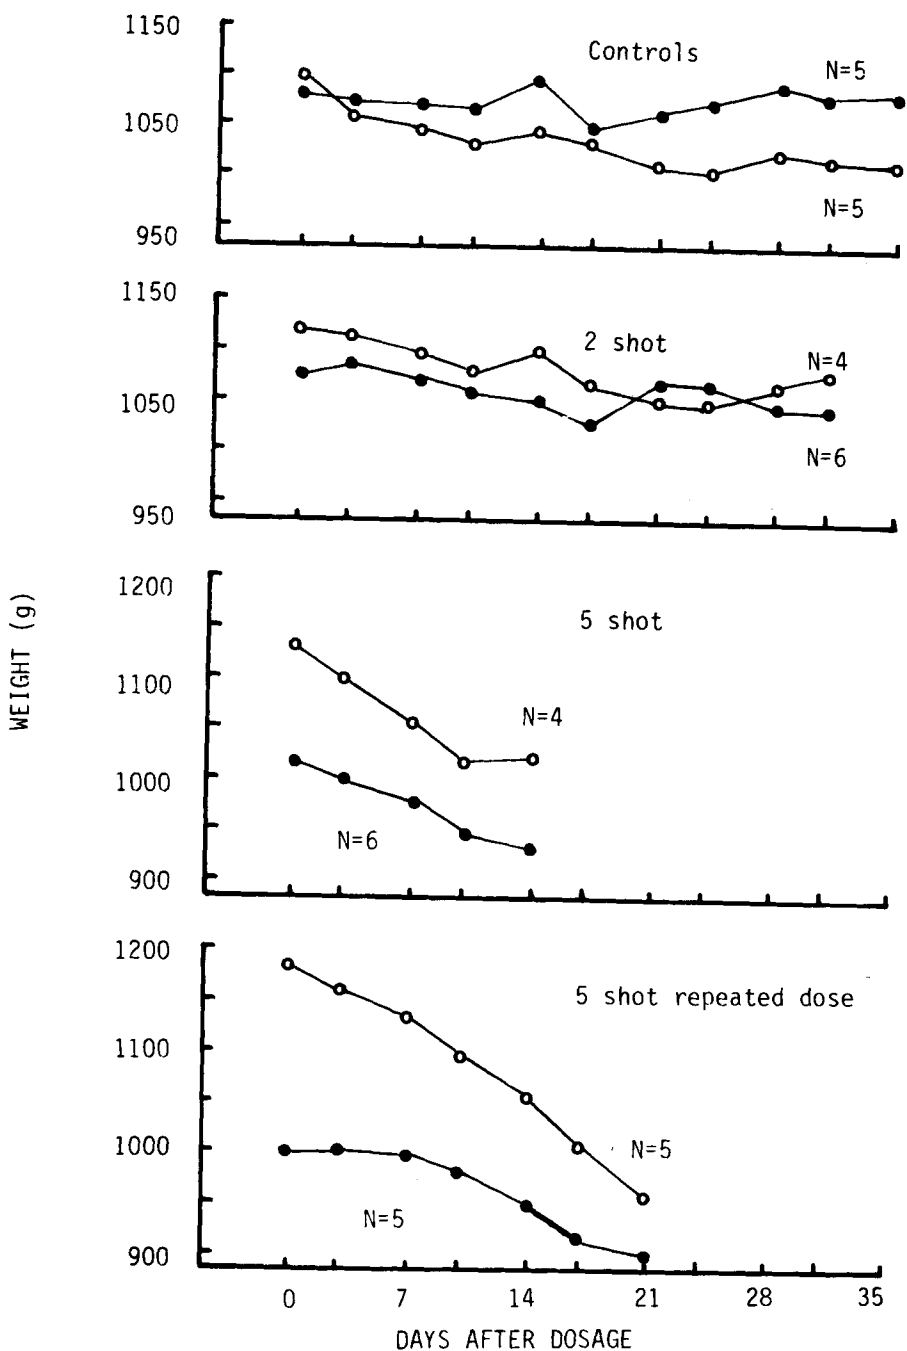 1150
Controls
N=5
1050
N=5
950
1150
2 shot
N=4
1050
N=6
950
WEIGHT (g)
1200
5 shot
1100
N=4
1000
N=6
900
1200
5 shot repeated dose
1100
1000
N=5
N=5
900
0 7 14 21 28 35
DAYS AFTER DOSAGE